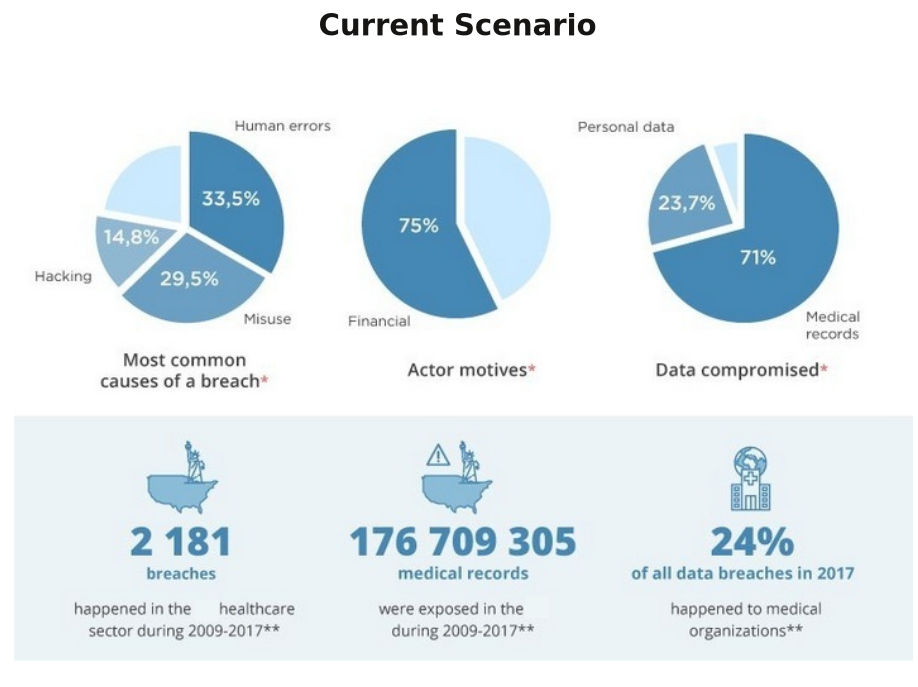 Current Scenario
Human errors
33,5%
14,8%
29,5%
Hacking
Misuse
Most common
causes of a breach*
75%
Financial
Actor motives*
Personal data
23,7%
71%
Medical
records
Data compromised*
2 181
breaches
happened in the healthcare
sector during 2009-2017**
176 709 305
medical records
were exposed in the
during 2009-2017**
24%
of all data breaches in 2017
happened to medical
organizations**